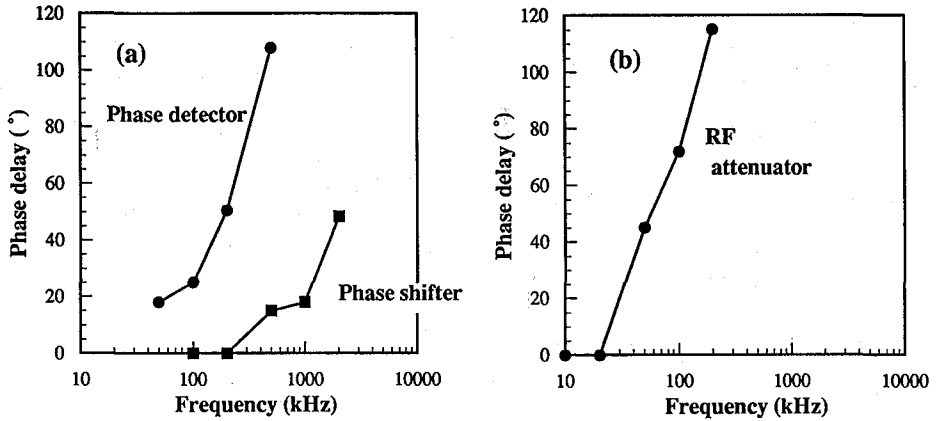 120
100
80
60
40
20
0
Phase delay (°)
(a)
Phase detector
Phase shifter
10
100
1000
10000
Frequency (kHz)
120
100
80
60
40
20
0
Phase delay (°)
(b)
RF
attenuator
10
100
1000
10000
Frequency (kHz)